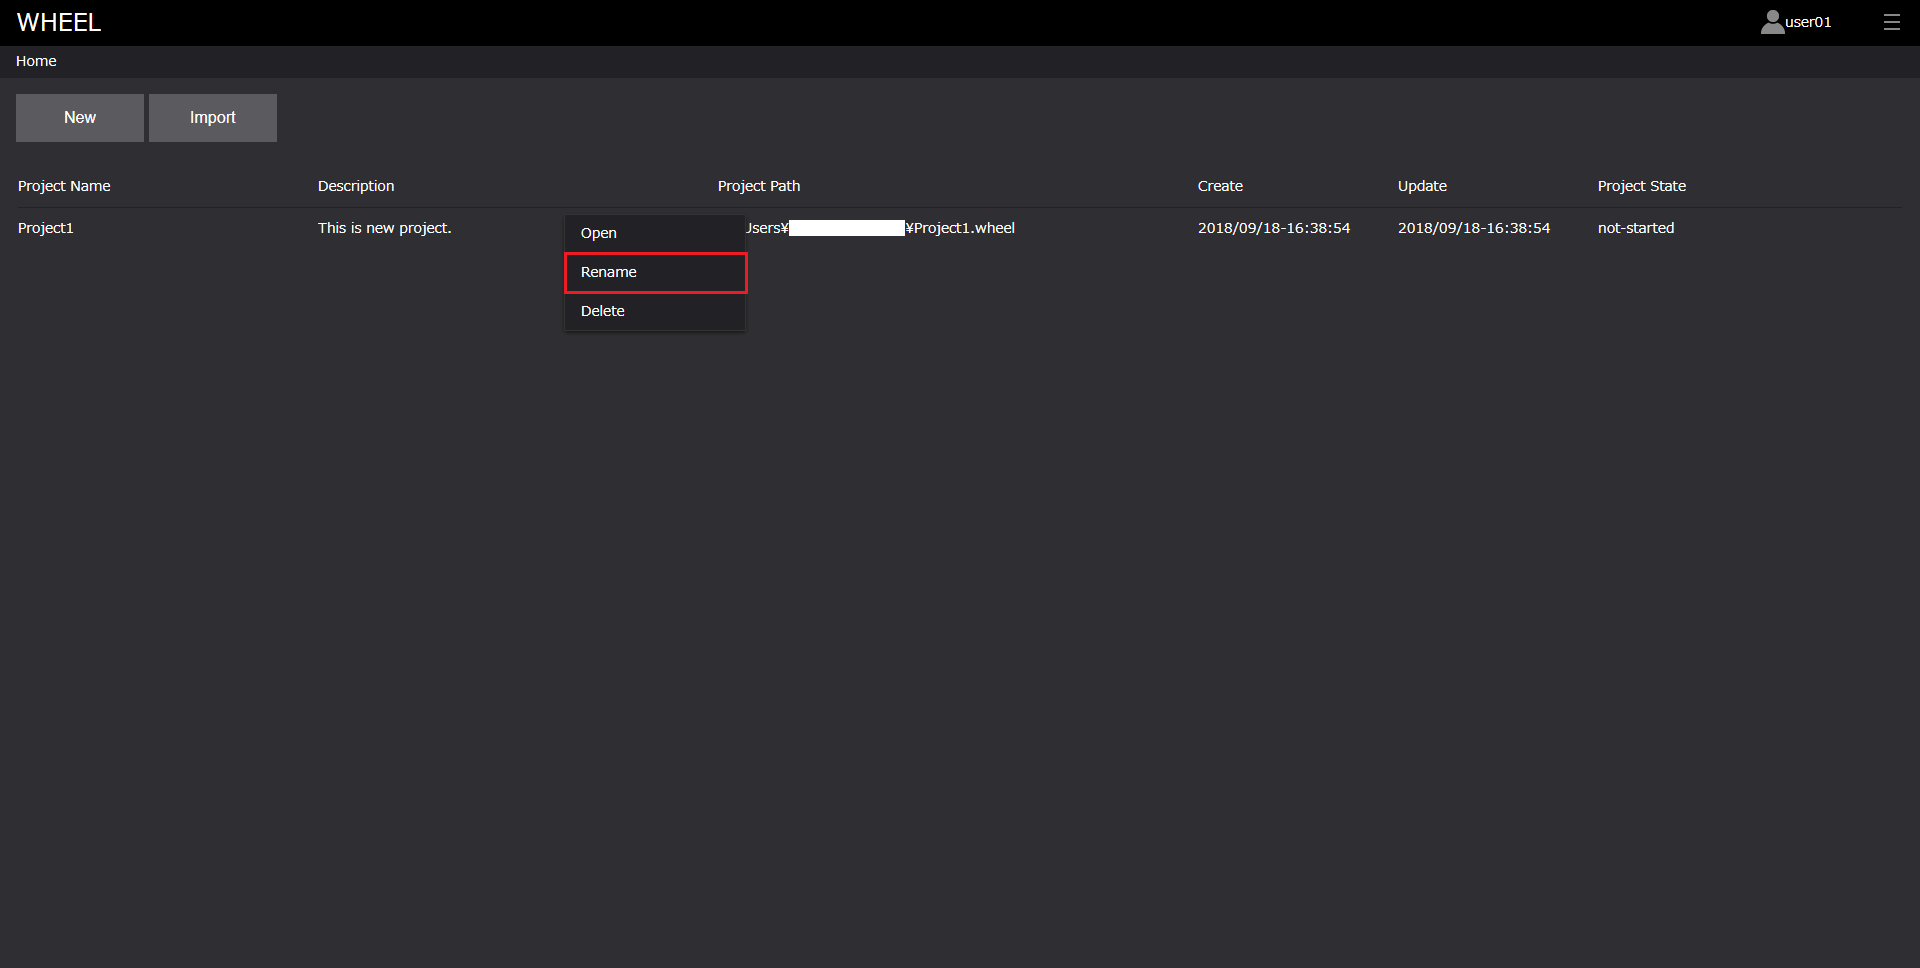 WHEEL
user01
Home
New Import
Project Name Description Project Path Create Update Project State
Project1 This is new project. Users¥ ¥Project1.wheel 2018/09/18-16:38:54 2018/09/18-16:38:54 not-started
Open
Rename
Delete